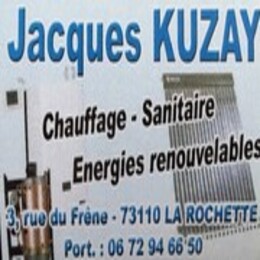 Jacques KUZAY
Chauffage - Sanitaire
Energies renouvelables
3, rue du Frêne - 73110 LA ROCHETTE
Port. : 06 72 94 66 50